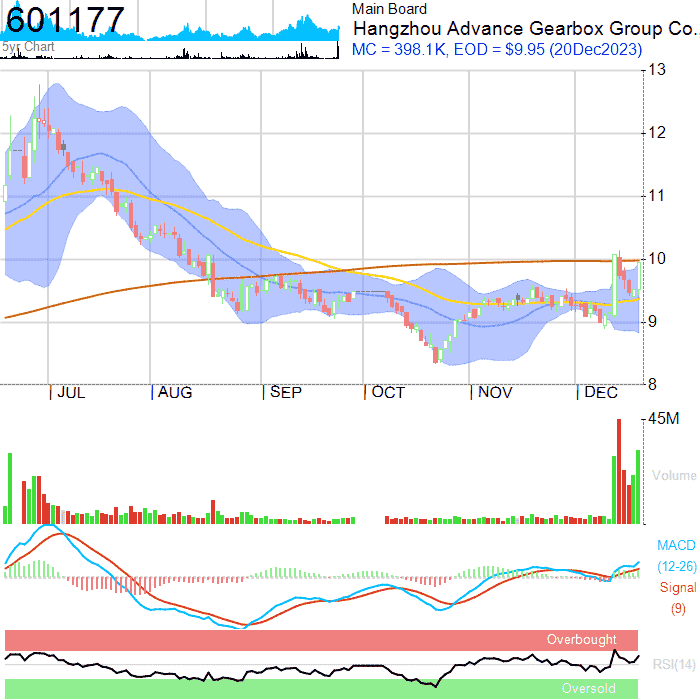 601177
5yr Chart
Main Board
Hangzhou Advance Gearbox Group Co.,
MC = 398.1K, EOD = $9.95 (20Dec2023)
13
12
11
10
9
8
JUL AUG SEP OCT NOV DEC
45M
Volume
MACD
(12-26)
Signal
(9)
Overbought
RSI(14)
Oversold